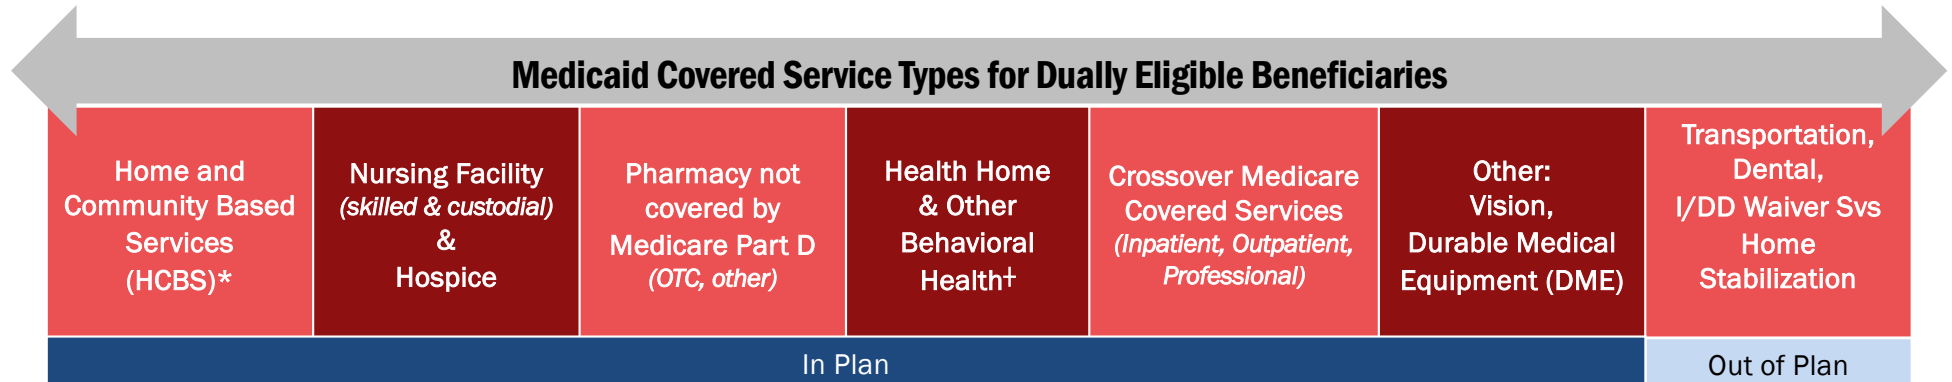 Medicaid Covered Service Types for Dually Eligible Beneficiaries
Home and
Community Based
Services
(HCBS)*
Nursing Facility
(skilled & custodial)
&
Hospice
Pharmacy not
covered by
Medicare Part D
(OTC, other)
Health Home
& Other
Behavioral
Health†
Crossover Medicare
Covered Services
(Inpatient, Outpatient,
Professional)
Other:
Vision,
Durable Medical
Equipment (DME)
Transportation,
Dental,
I/DD Waiver Svs
Home
Stabilization
In Plan
Out of Plan